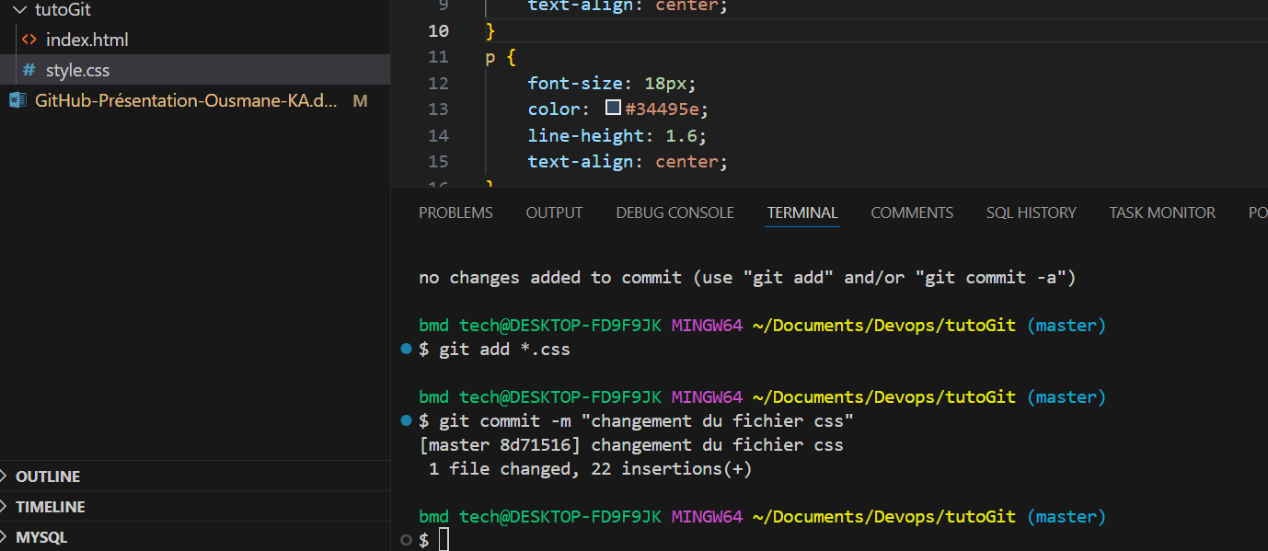 tutoGit
index.html
style.css
GitHub-Présentation-Ousmane-KA.d... M
OUTLINE
TIMELINE
MYSQL
9 text-align: center;
10 }
11 p {
12 font-size: 18px;
13 color: #34495e;
14 line-height: 1.6;
15 text-align: center;
16 }
PROBLEMS OUTPUT DEBUG CONSOLE TERMINAL COMMENTS SQL HISTORY TASK MONITOR PO
no changes added to commit (use "git add" and/or "git commit -a")
bmd tech@DESKTOP-FD9F9JK MINGW64 ~/Documents/Devops/tutoGit (master)
$ git add *.css
bmd tech@DESKTOP-FD9F9JK MINGW64 ~/Documents/Devops/tutoGit (master)
$ git commit -m "changement du fichier css"
[master 8d71516] changement du fichier css
1 file changed, 22 insertions(+)
bmd tech@DESKTOP-FD9F9JK MINGW64 ~/Documents/Devops/tutoGit (master)
$